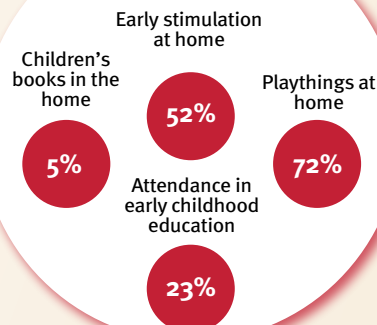 Early stimulation
at home
52%
Children’s
books in the
home
5%
Playthings at
home
72%
Attendance in
early childhood
education
23%